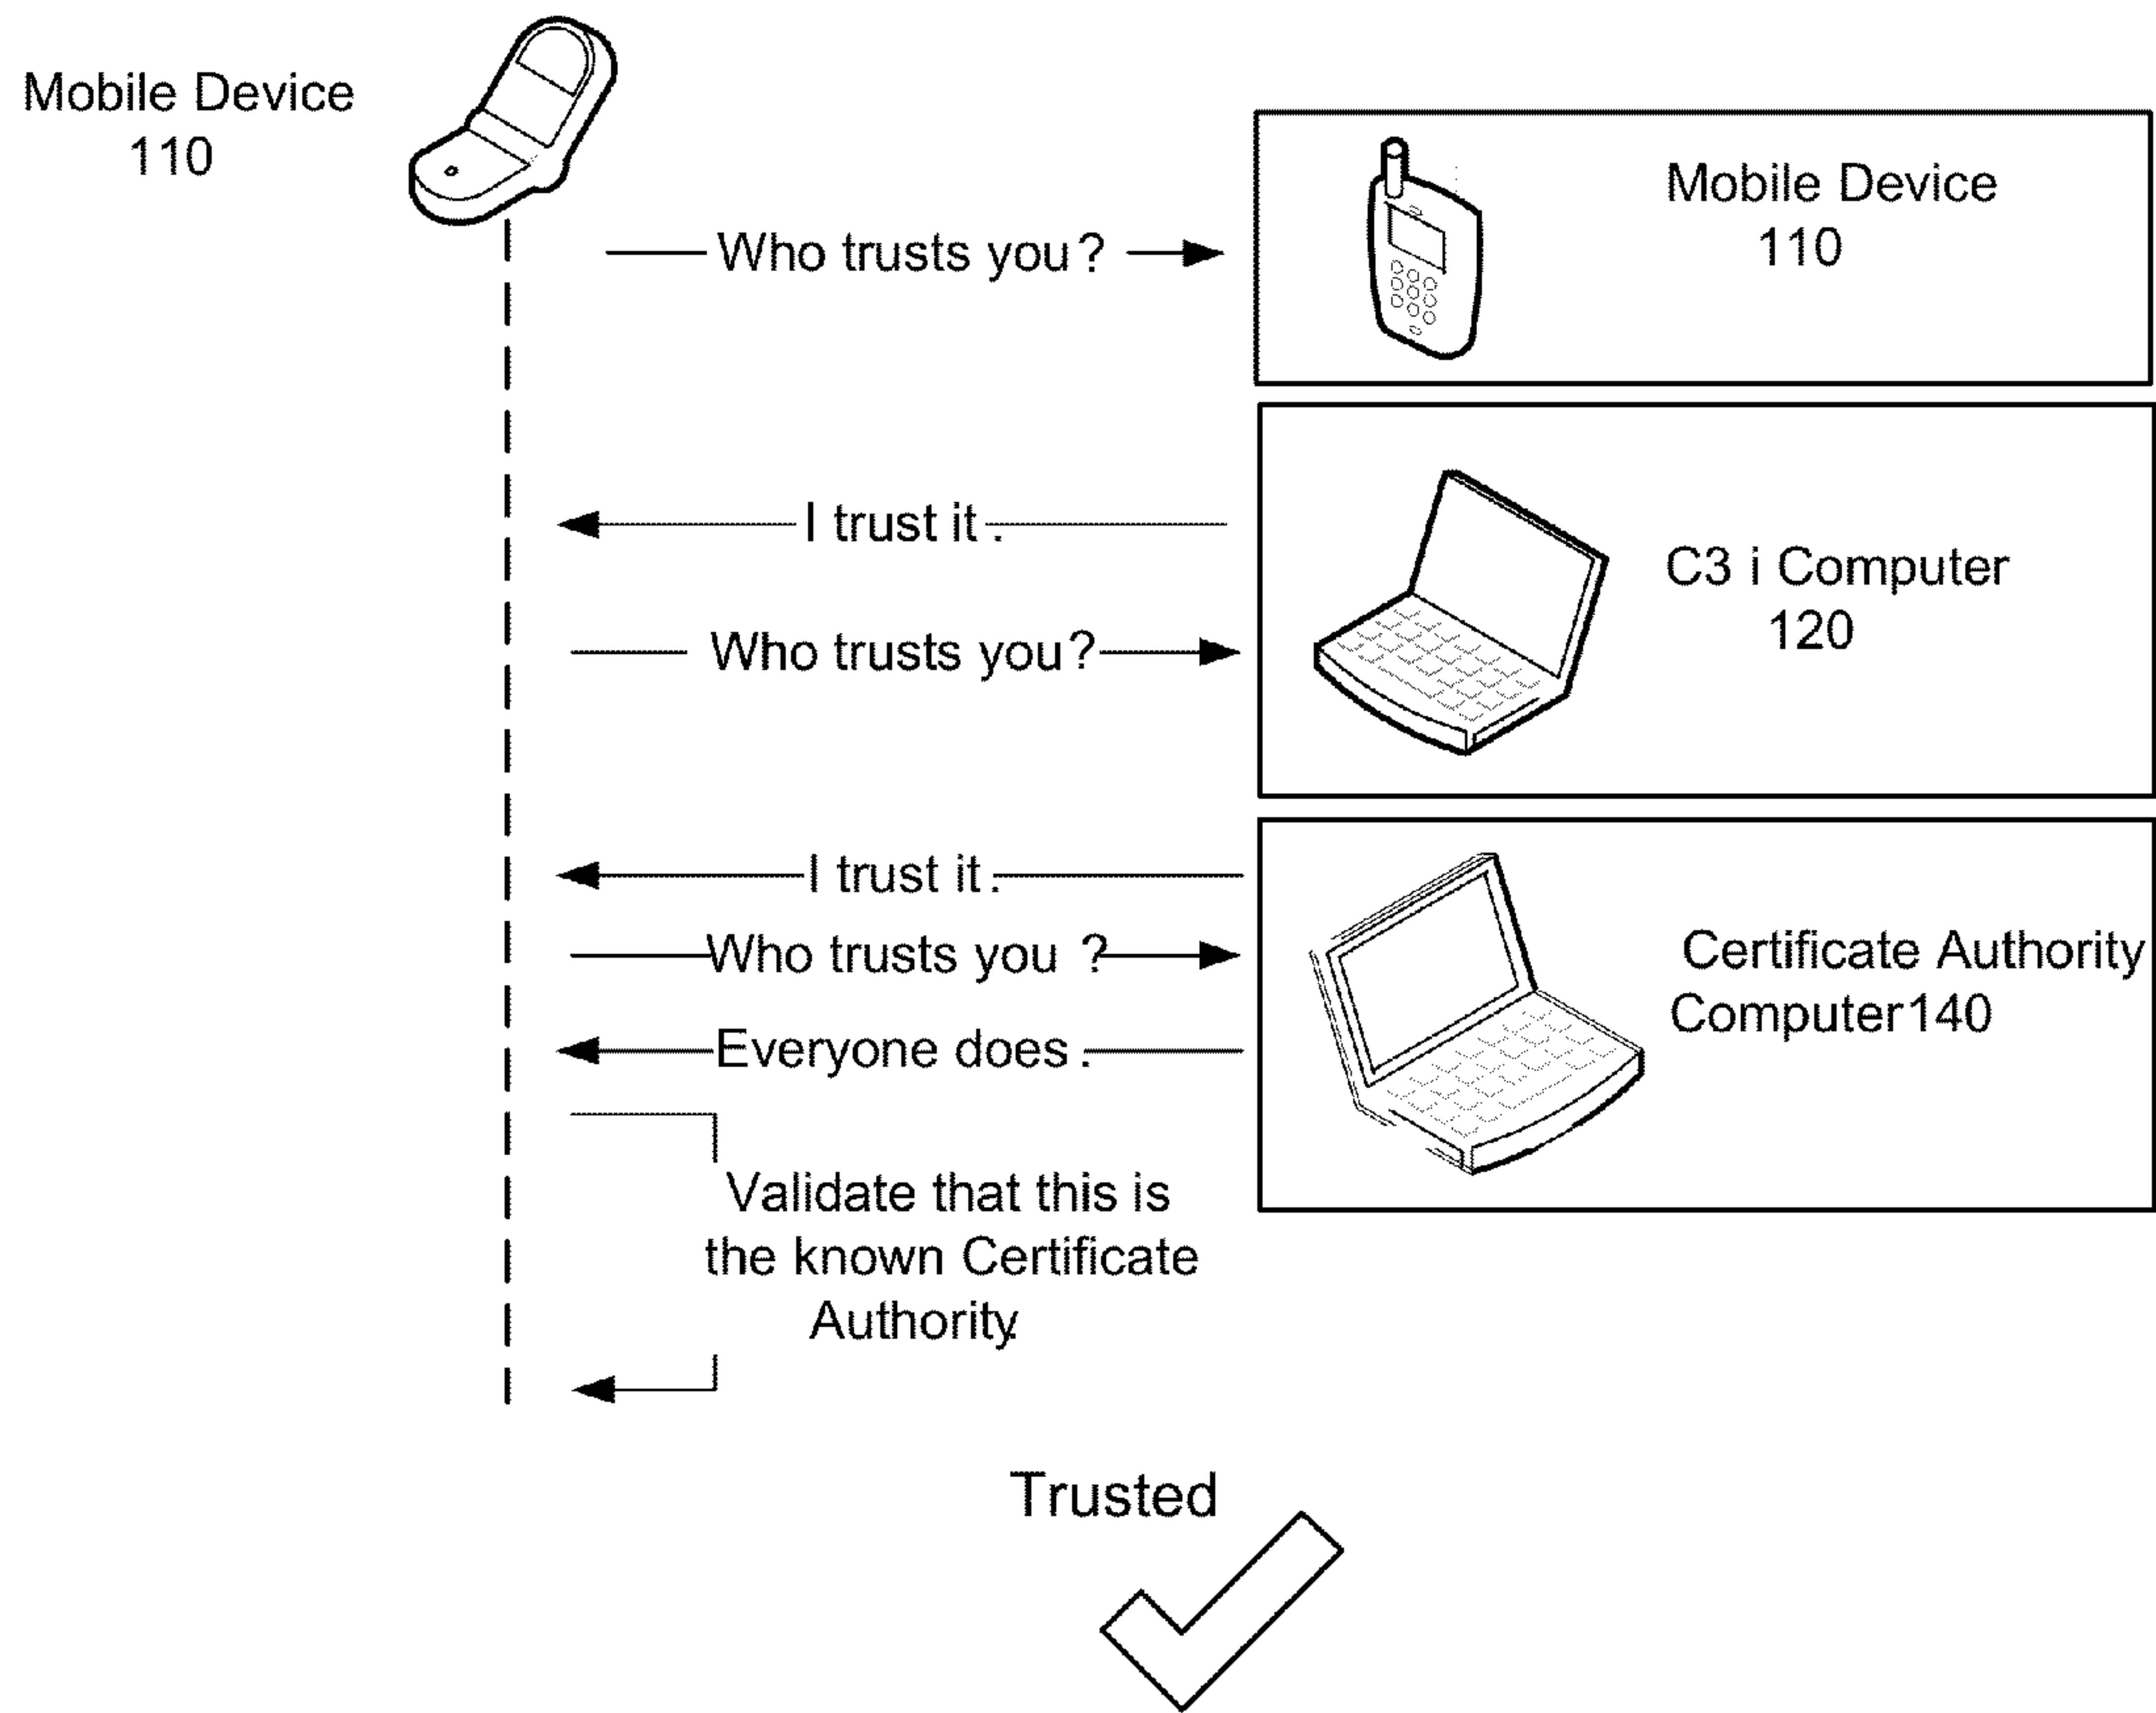 Mobile Device
110
Mobile Device
110
Who trusts you?
I trust it.
C3 i Computer
120
Who trusts you?
I trust it.
Who trusts you ?
Certificate Authority
Computer140
Everyone does.
Validate that this is
the known Certificate
Authority.
Trusted